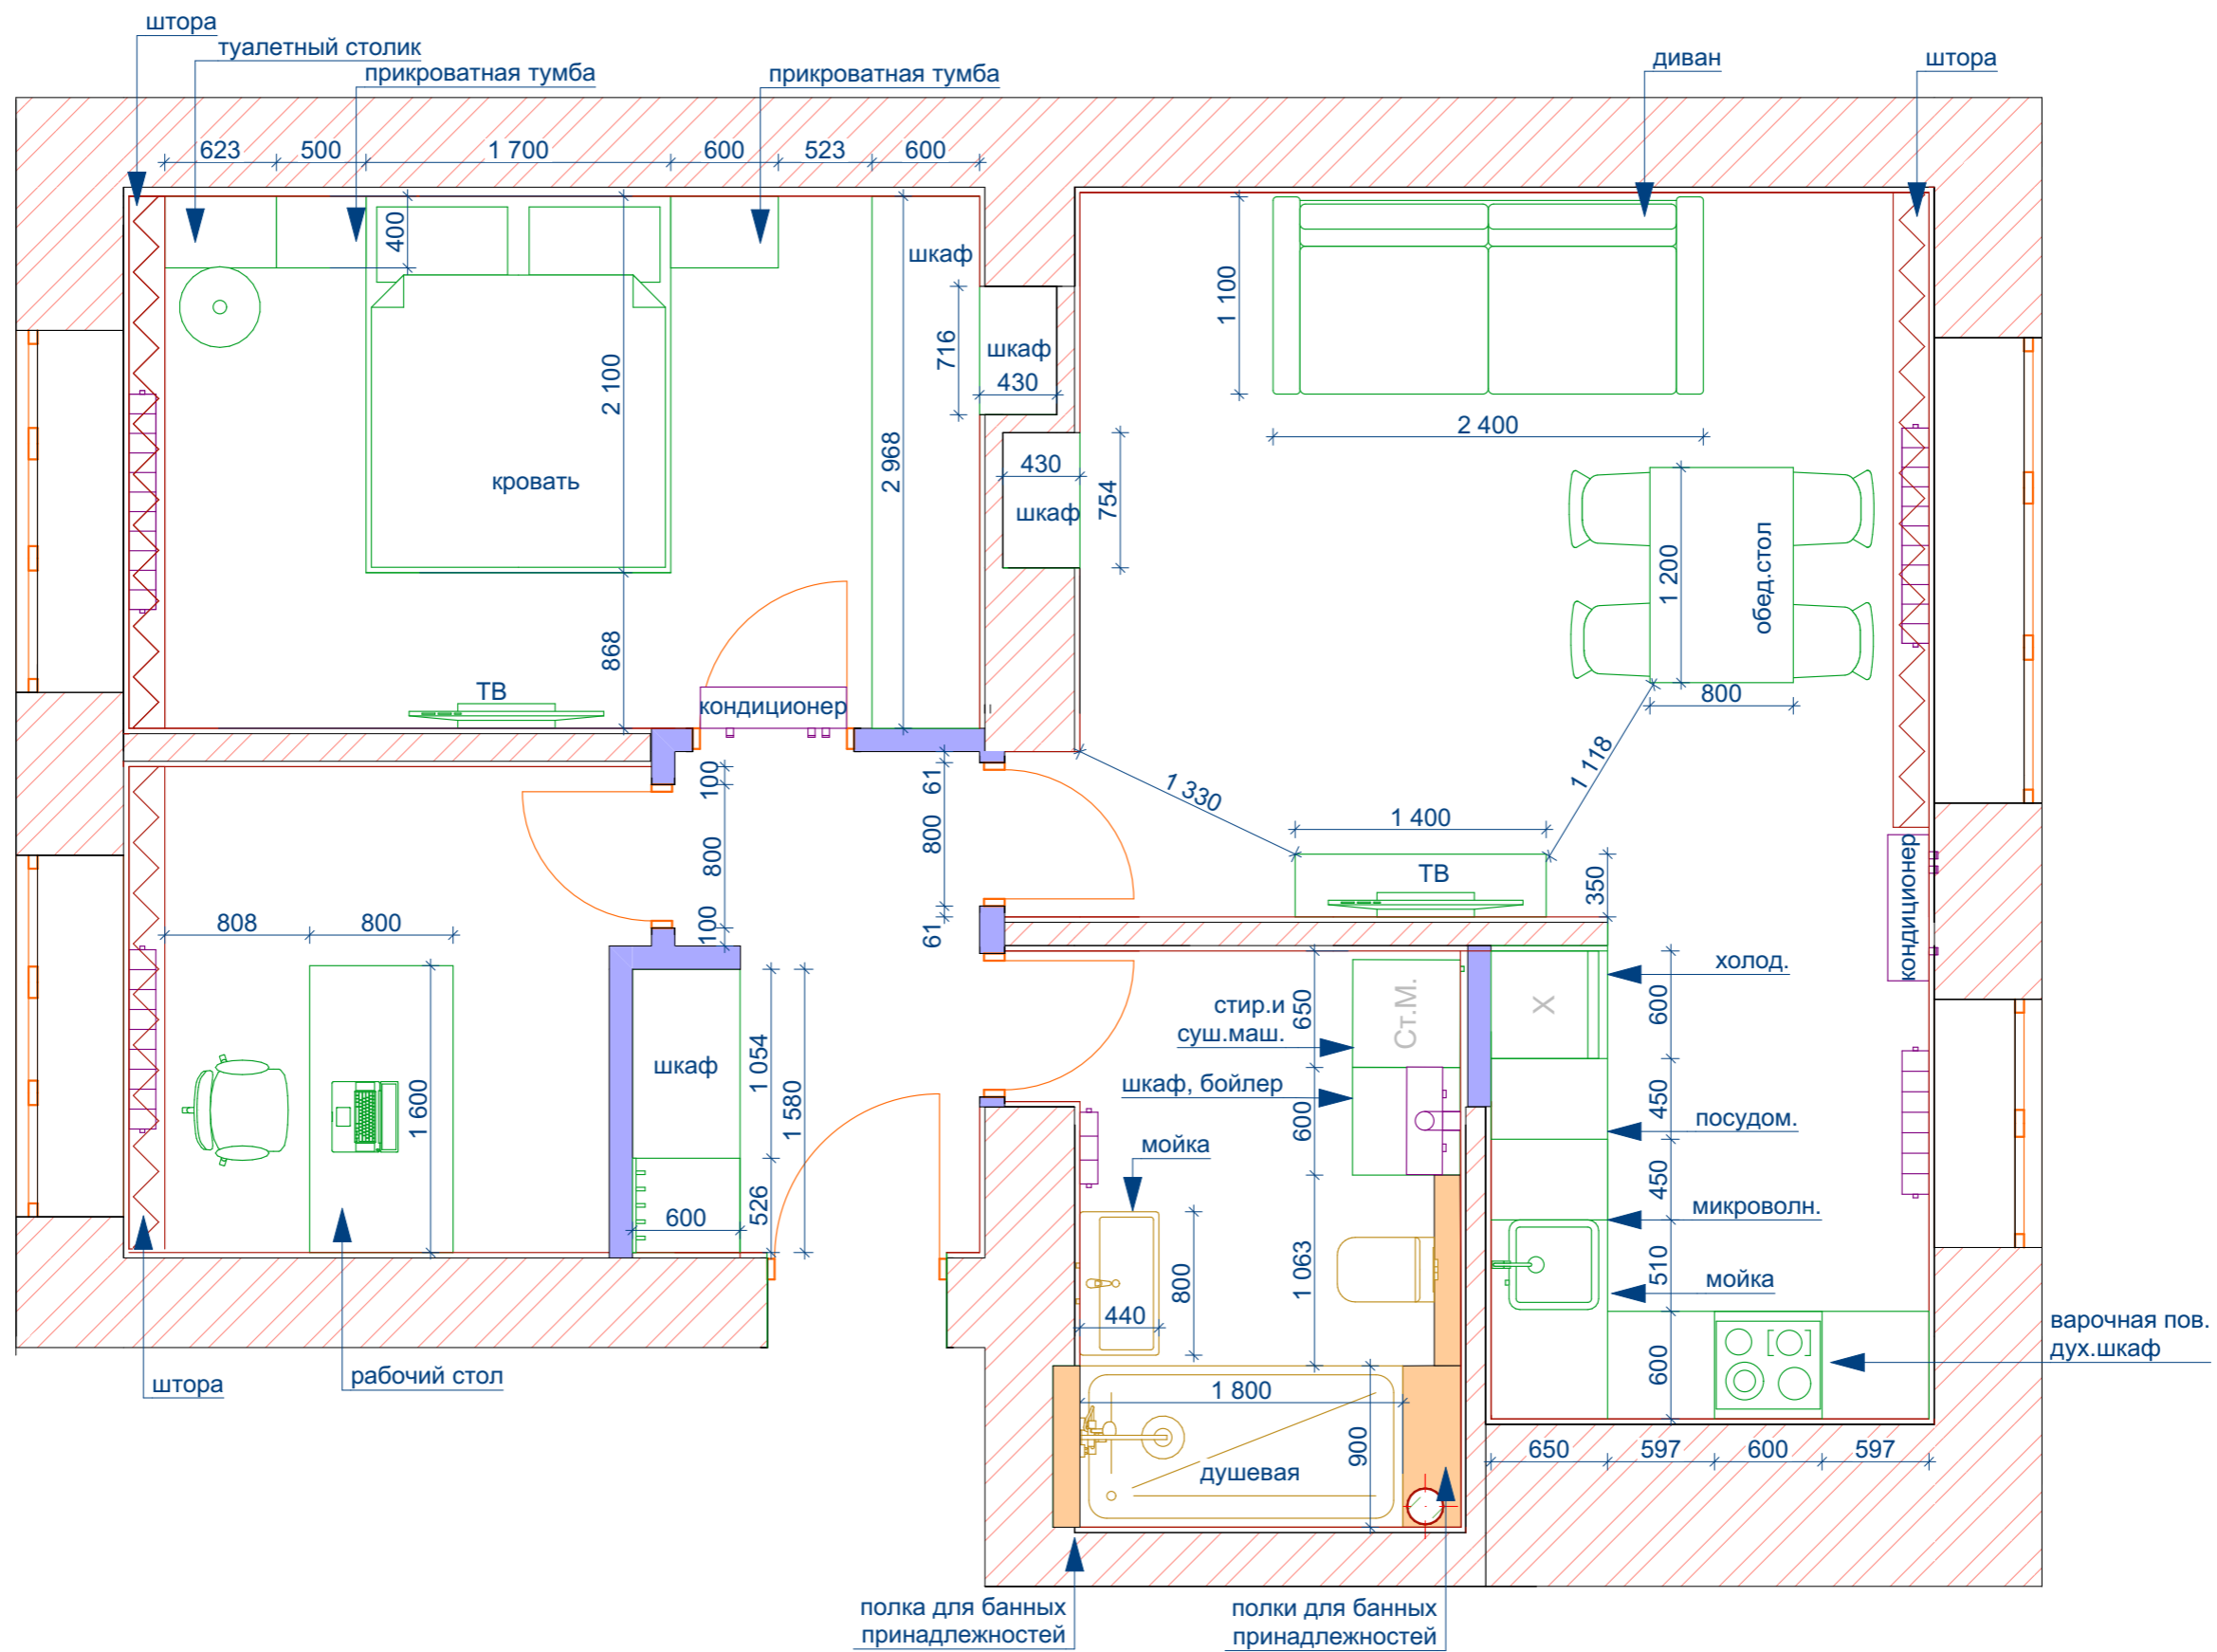 штора
туалетный столик
прикроватная тумба
прикроватная тумба
диван
штора
623
500
1 700
600
523
600
400
шкаф
1 100
716
шкаф
430
2 100
2 968
2 400
кровать
430
шкаф
754
1 200
обед.стол
868
ТВ
кондиционер
800
1 118
1 330
100
61
1 400
800
800
ТВ
350
кондиционер
808
800
100
61
холод.
650
стир.и
суш.маш.
Ст.М.
Х
600
шкаф
1 054
1 580
1 600
шкаф, бойлер
600
450
посудом.
мойка
450
микроволн.
600
526
800
1 063
510
мойка
440
варочная пов.
дух.шкаф
600
рабочий стол
штора
1 800
900
душевая
650
597
600
597
полка для банных
принадлежностей
полки для банных
принадлежностей